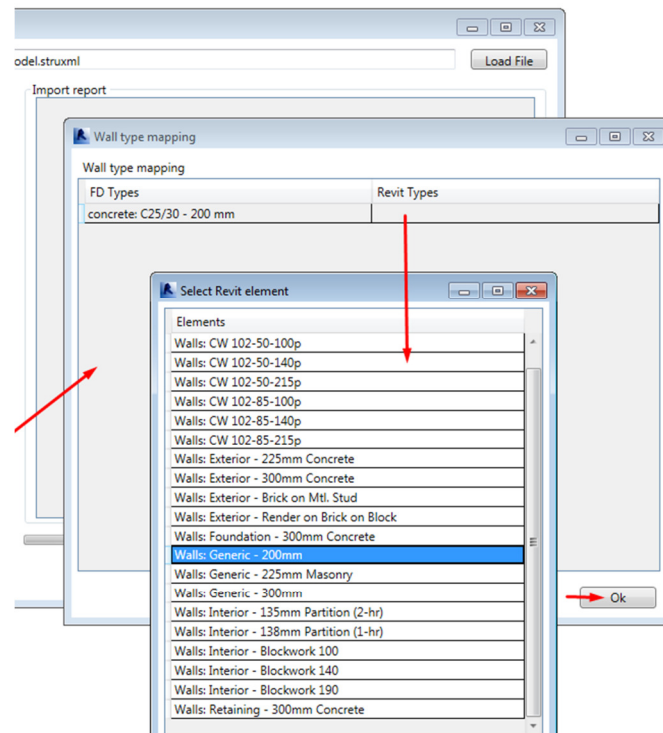 odel.struxml
Load File
Import report
Wall type mapping
Wall type mapping
FD Types Revit Types
concrete: C25/30 - 200 mm
Select Revit element
Elements
Walls: CW 102-50-100p
Walls: CW 102-50-140p
Walls: CW 102-50-215p
Walls: CW 102-85-100p
Walls: CW 102-85-140p
Walls: CW 102-85-215p
Walls: Exterior - 225mm Concrete
Walls: Exterior - 300mm Concrete
Walls: Exterior - Brick on Mtl. Stud
Walls: Exterior - Render on Brick on Block
Walls: Foundation - 300mm Concrete
Walls: Generic - 200mm
Walls: Generic - 225mm Masonry
Walls: Generic - 300mm
Walls: Interior - 135mm Partition (2-hr)
Walls: Interior - 138mm Partition (1-hr)
Walls: Interior - Blockwork 100
Walls: Interior - Blockwork 140
Walls: Interior - Blockwork 190
Walls: Retaining - 300mm Concrete
Ok